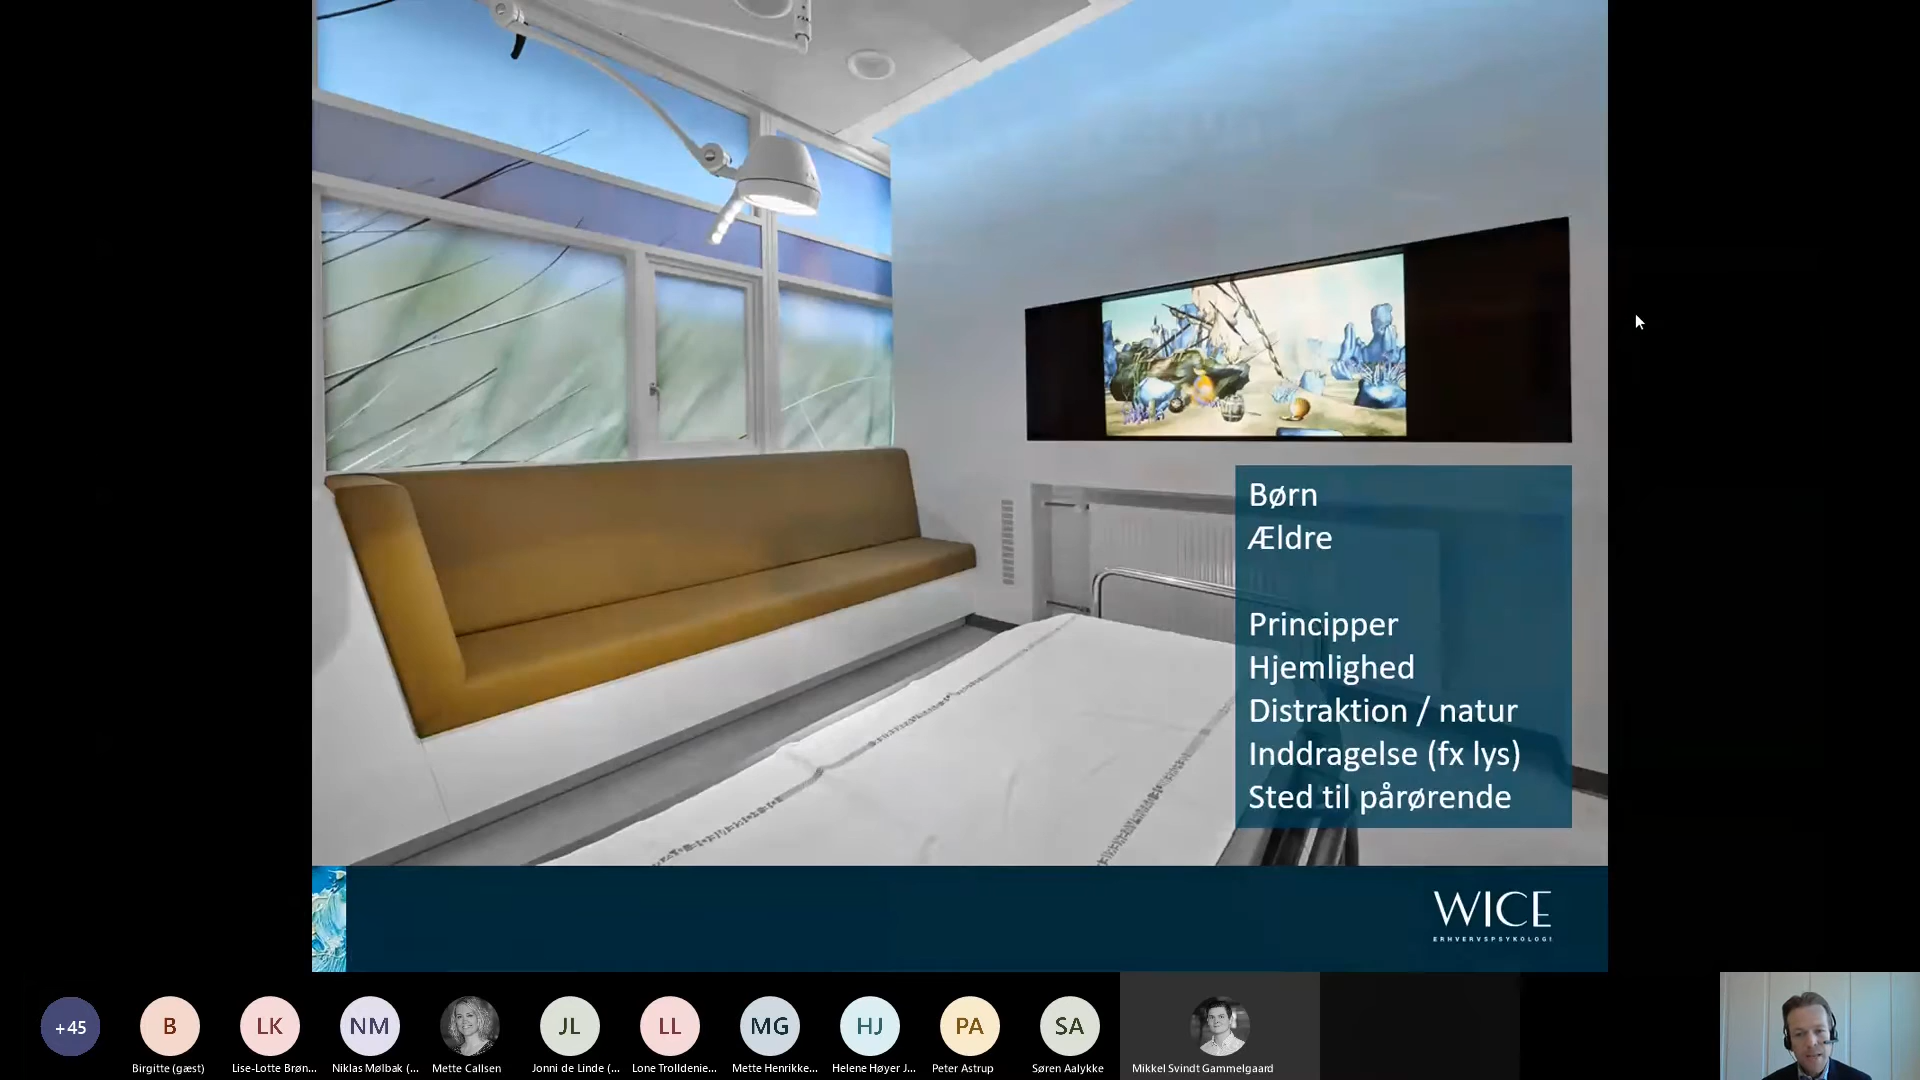 Børn
Ældre
Principper
Hjemlighed
Distraktion / natur
Inddragelse (fx lys)
Sted til pårørende
WICE
ERHVERVSPSYKOLOGI
+45
B
LK
NM
JL
LL
MG
HJ
PA
SA
Birgitte (gæst)
Lise-Lotte Brøn...
Niklas Mølbak (...
Mette Callsen
Jonni de Linde (...
Lone Trolldenie...
Mette Henrikke...
Helene Høyer J...
Peter Astrup
Søren Aalykke
Mikkel Svindt Gammelgaard